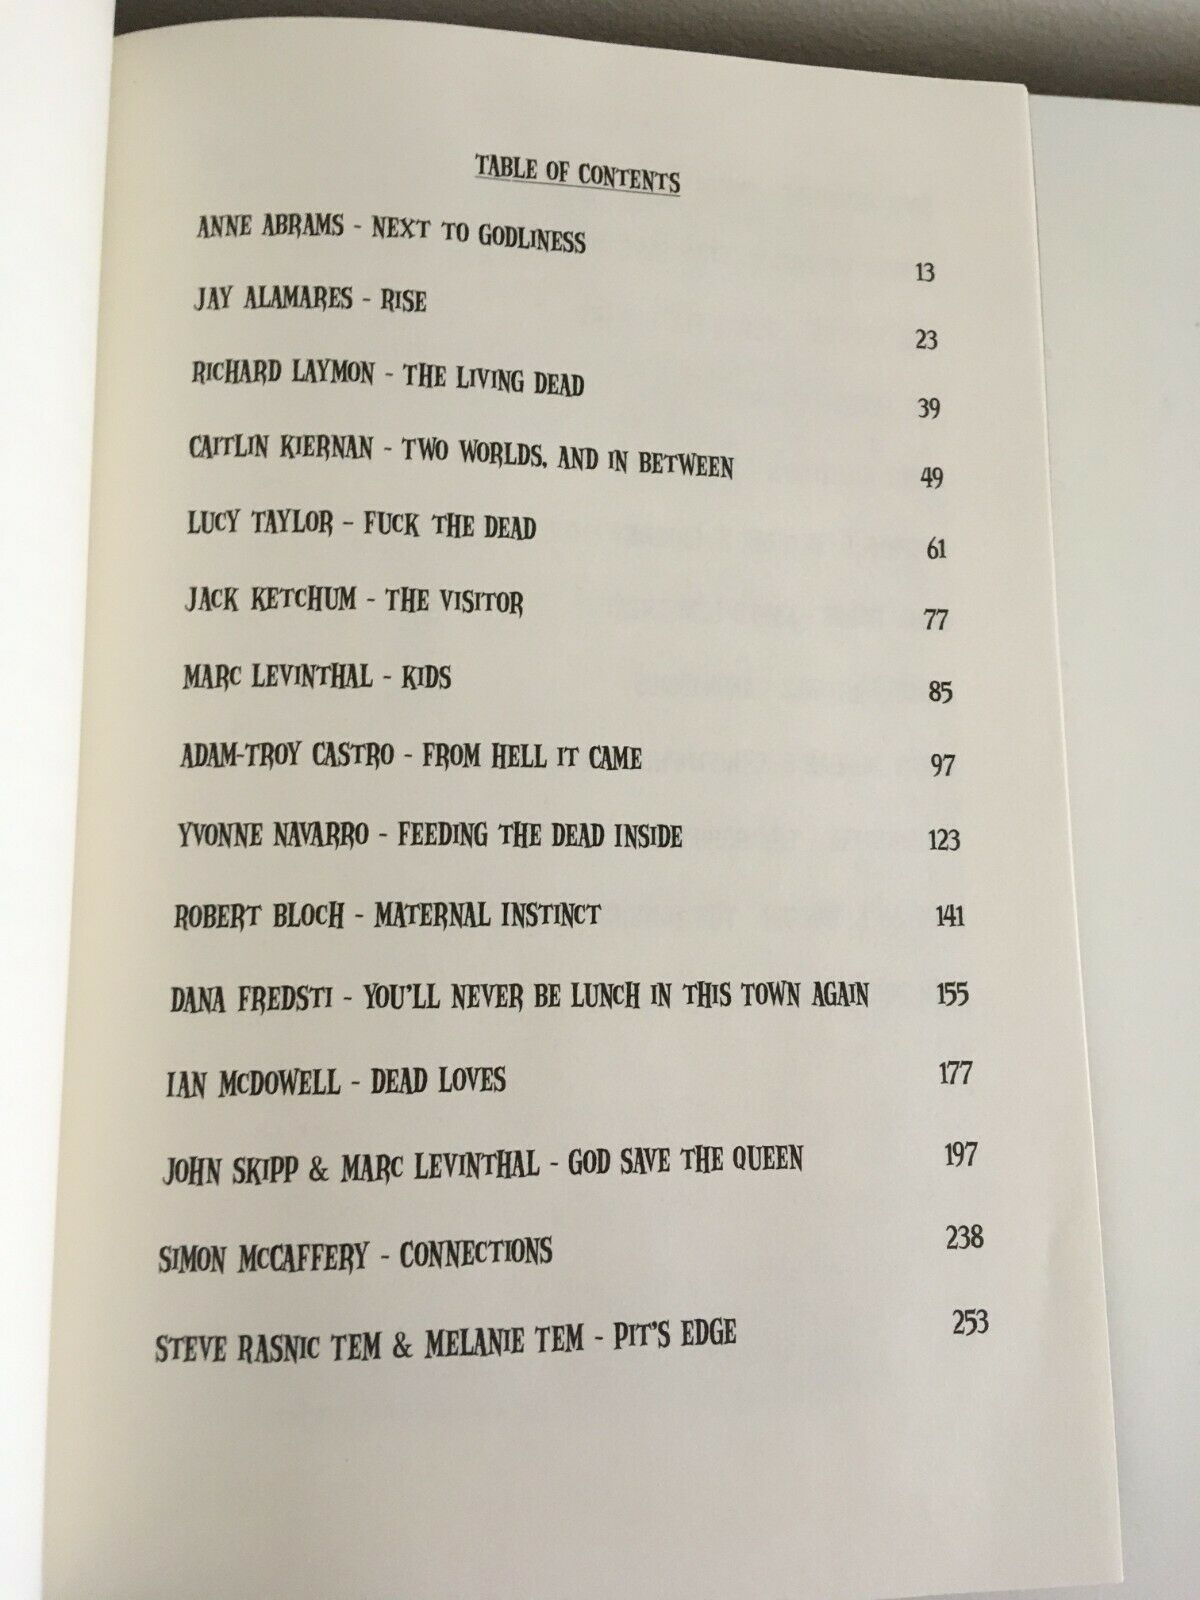 TABLE OF CONTENTS
ANNE ABRAMS - NEXT TO GODLINESS 13
JAY ALAMARES - RISE 23
RICHARD LAYMON - THE LIVING DEAD 39
CAITLIN KIERNAN - TWO WORLDS, AND IN BETWEEN 49
LUCY TAYLOR - FUCK THE DEAD 61
JACK KETCHUM - THE VISITOR 77
MARC LEVINTHAL - KIDS 85
ADAM-TROY CASTRO - FROM HELL IT CAME 97
YVONNE NAVARRO - FEEDING THE DEAD INSIDE 123
ROBERT BLOCH - MATERNAL INSTINCT 141
DANA FREDSTI - YOU'LL NEVER BE LUNCH IN THIS TOWN AGAIN 155
IAN MCDOWELL - DEAD LOVES 177
JOHN SKIPP & MARC LEVINTHAL - GOD SAVE THE QUEEN 197
SIMON MCCAFFERY - CONNECTIONS 238
STEVE RASNIC TEM & MELANIE TEM - PIT'S EDGE 253